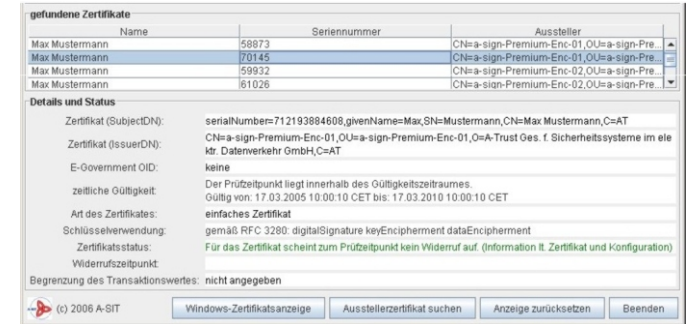 gefundene Zertifikate
Name Seriennummer Aussteller
Max Mustermann 58873 CN=a-sign-Premium-Enc-01,OU=a-sign-Pre...
Max Mustermann 70145 CN=a-sign-Premium-Enc-01,OU=a-sign-Pre...
Max Mustermann 59932 CN=a-sign-Premium-Enc-02,OU=a-sign-Pre...
Max Mustermann 61026 CN=a-sign-Premium-Enc-02,OU=a-sign-Pre...
Details und Status
Zertifikat (SubjectDN): serialNumber=712193884608,givenName=Max,SN=Mustermann,CN=Max Mustermann,C=AT
Zertifikat (IssuerDN): CN=a-sign-Premium-Enc-01,OU=a-sign-Premium-Enc-01,O=A-Trust Ges. f. Sicherheitssysteme im ele
ktr. Datenverkehr GmbH,C=AT
E-Government OID: keine
zeitliche Gültigkeit: Der Prüfzeitpunkt liegt innerhalb des Gültigkeitszeitraumes.
Gültig von: 17.03.2005 10:00:10 CET bis: 17.03.2010 10:00:10 CET
Art des Zertifikates: einfaches Zertifikat
Schlüsselverwendung: gemäß RFC 3280: digitalSignature keyEncipherment dataEncipherment
Zertifikatsstatus: Für das Zertifikat scheint zum Prüfzeitpunkt kein Widerruf auf. (Information lt. Zertifikat und Konfiguration)
Widerrufszeitpunkt:
Begrenzung des Transaktionswertes: nicht angegeben
(c) 2006 A-SIT Windows-Zertifikatsanzeige Ausstellerzertifikat suchen Anzeige zurücksetzen Beenden